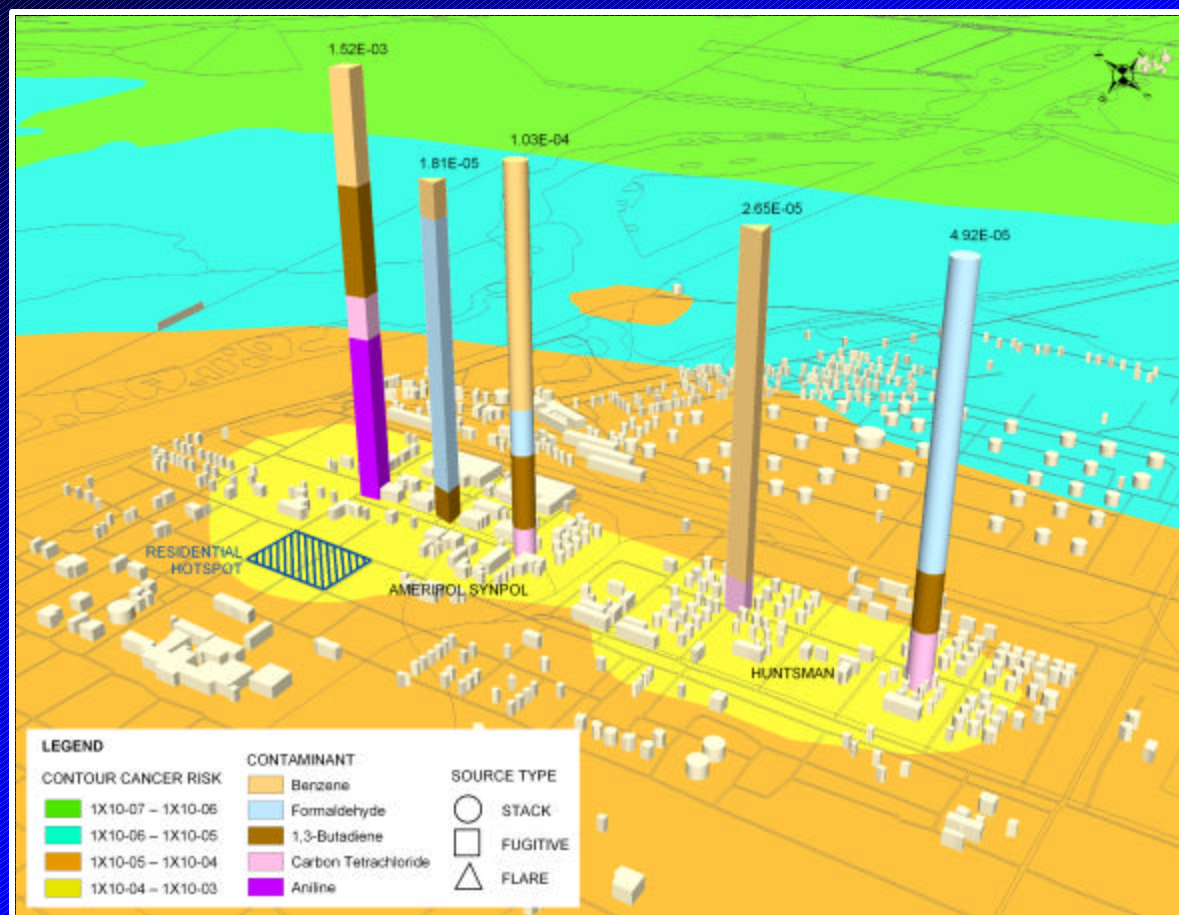 1.52E-03
1.81E-05
1.03E-04
2.65E-05
4.92E-05
RESIDENTIAL
HOTSPOT
AMERIPOL SYNPOL
HUNTSMAN
LEGEND
CONTOUR CANCER RISK
1X10-07 – 1X10-06
1X10-06 – 1X10-05
1X10-05 – 1X10-04
1X10-04 – 1X10-03
CONTAMINANT
Benzene
Formaldehyde
1,3-Butadiene
Carbon Tetrachloride
Aniline
SOURCE TYPE
STACK
FUGITIVE
FLARE